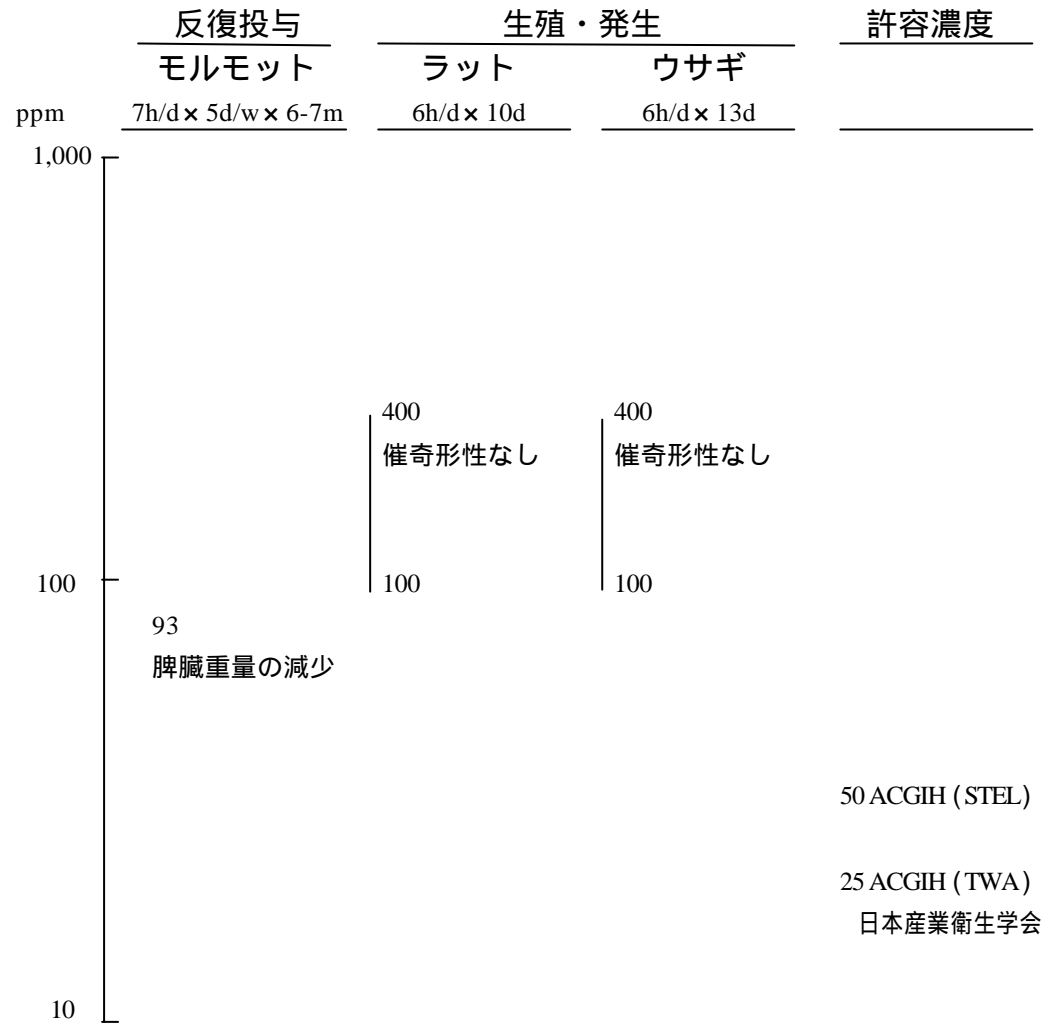 反復投与 生殖・発生 許容濃度
モルモット ラット ウサギ
ppm 7h/d × 5d/w × 6-7m 6h/d × 10d 6h/d × 13d
1,000
400 400
催奇形性なし 催奇形性なし
100 100 100
93
脾臓重量の減少
50 ACGIH (STEL)
25 ACGIH (TWA)
日本産業衛生学会
10